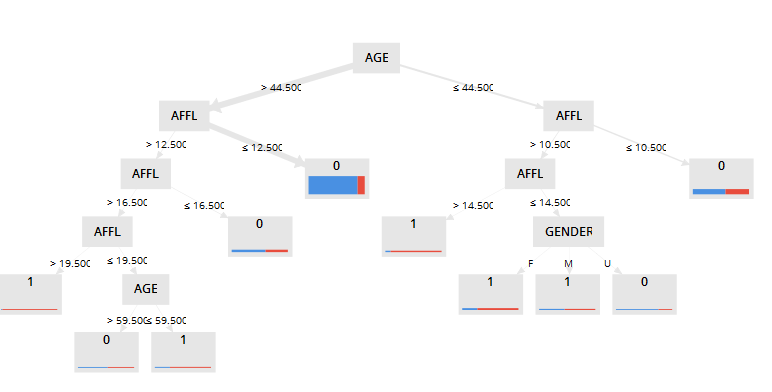 AGE
> 44.500 ≤ 44.500
AFFL AFFL
> 12.500 ≤ 12.500 > 10.500 ≤ 10.500
AFFL 0 AFFL 0
> 16.500 ≤ 16.500 > 14.500 ≤ 14.500
AFFL 0 1 GENDER
> 19.500 ≤ 19.500 F M U
1 AGE 1 1 0
> 59.500 ≤ 59.500
0 1